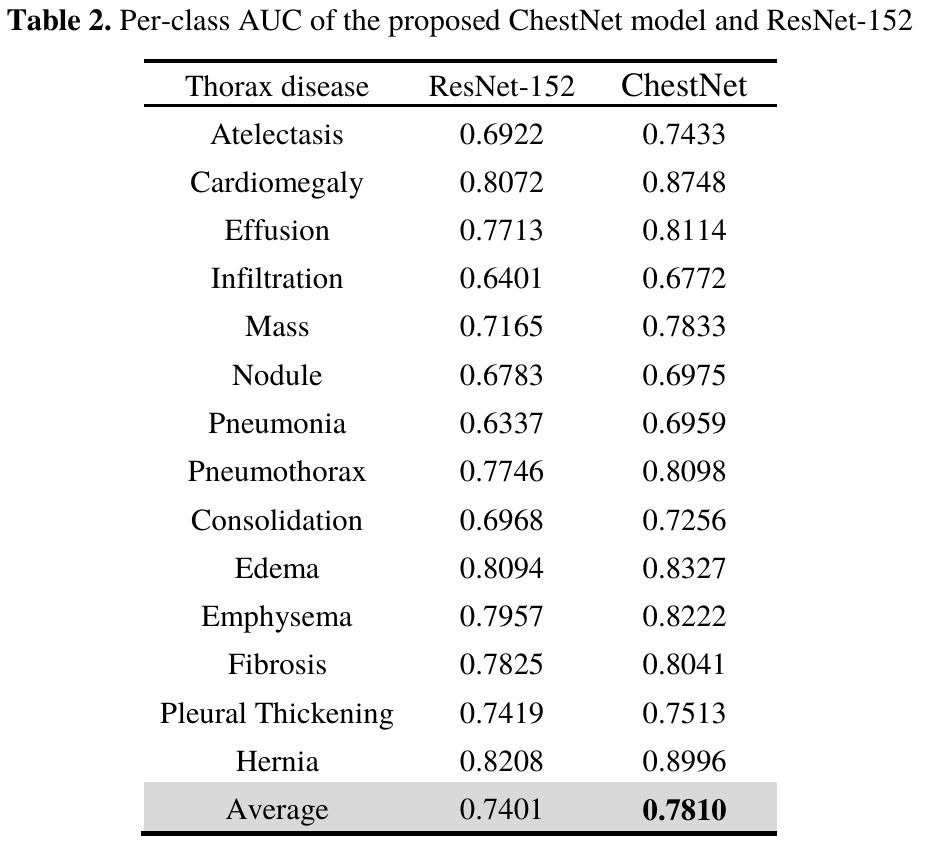 Table 2. Per-class AUC of the proposed ChestNet model and ResNet-152
Thorax disease ResNet-152 ChestNet
Atelectasis 0.6922 0.7433
Cardiomegaly 0.8072 0.8748
Effusion 0.7713 0.8114
Infiltration 0.6401 0.6772
Mass 0.7165 0.7833
Nodule 0.6783 0.6975
Pneumonia 0.6337 0.6959
Pneumothorax 0.7746 0.8098
Consolidation 0.6968 0.7256
Edema 0.8094 0.8327
Emphysema 0.7957 0.8222
Fibrosis 0.7825 0.8041
Pleural Thickening 0.7419 0.7513
Hernia 0.8208 0.8996
Average 0.7401 0.7810